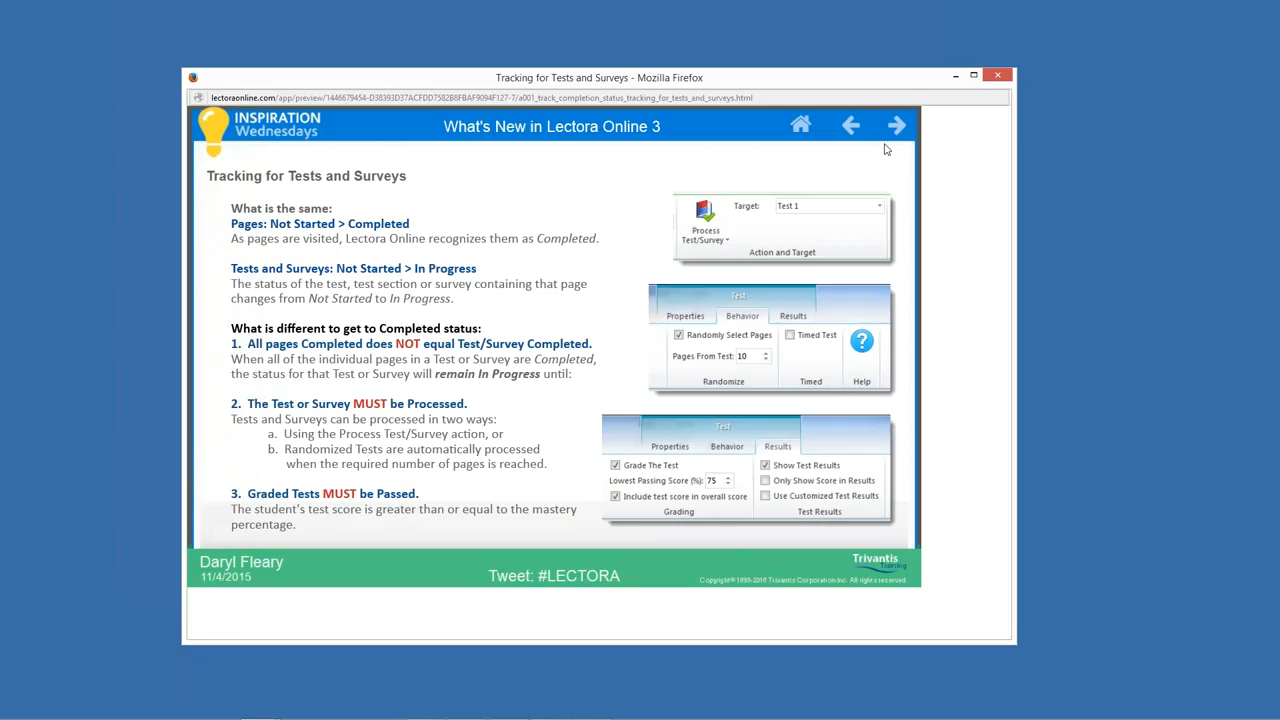 Tracking for Tests and Surveys - Mozilla Firefox
lectoraonline.com/app/preview/1446679454-D38393D37ACFDD7582B8FBAF9094F127-7/a001_track_completion_status_tracking_for_tests_and_surveys.html
INSPIRATION
Wednesdays
What's New in Lectora Online 3
Tracking for Tests and Surveys
What is the same:
Pages: Not Started > Completed
As pages are visited, Lectora Online recognizes them as Completed.
Tests and Surveys: Not Started > In Progress
The status of the test, test section or survey containing that page
changes from Not Started to In Progress.
What is different to get to Completed status:
1. All pages Completed does NOT equal Test/Survey Completed.
When all of the individual pages in a Test or Survey are Completed,
the status for that Test or Survey will remain In Progress until:
2. The Test or Survey MUST be Processed.
Tests and Surveys can be processed in two ways:
a. Using the Process Test/Survey action, or
b. Randomized Tests are automatically processed
when the required number of pages is reached.
3. Graded Tests MUST be Passed.
The student's test score is greater than or equal to the mastery
percentage.
Target: Test 1
Process
Test/Survey
Action and Target
Test
Properties Behavior Results
Randomly Select Pages Timed Test
Pages From Test: 10
Randomize Timed Help
Test
Properties Behavior Results
Grade The Test Show Test Results
Lowest Passing Score (%): 75 Only Show Score in Results
Include test score in overall score Use Customized Test Results
Grading Test Results
Daryl Fleary
11/4/2015
Tweet: #LECTORA
Trivantis
Training
Copyright® 1999-2015 Trivantis Corporation Inc. All rights reserved.